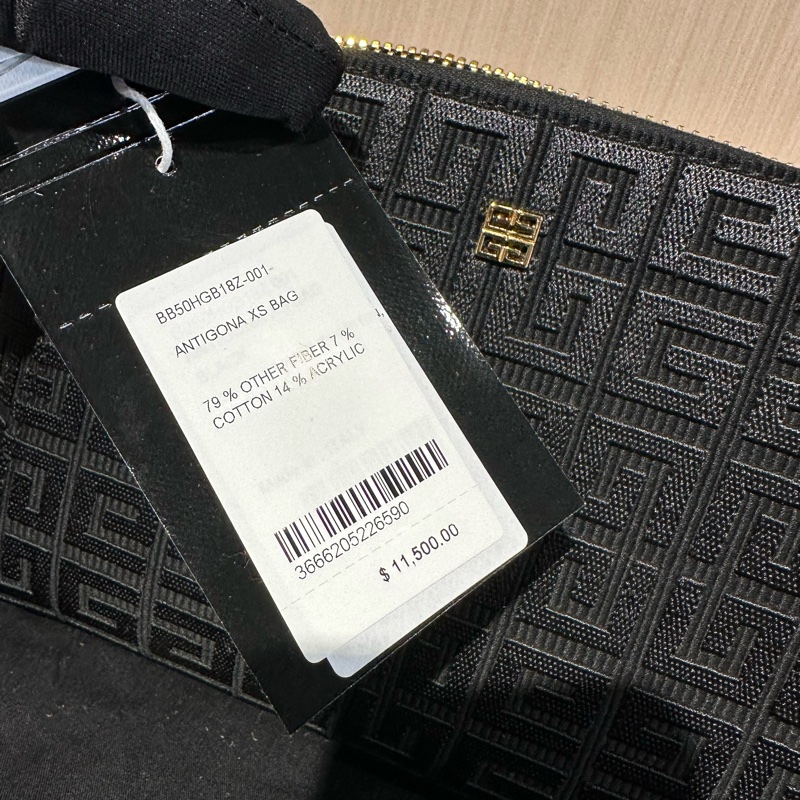 BB50HGB18Z-001-
ANTIGONA XS BAG
79 % OTHER FIBER 7 %
COTTON 14 % ACRYLIC
3666205226590
$ 11,500.00